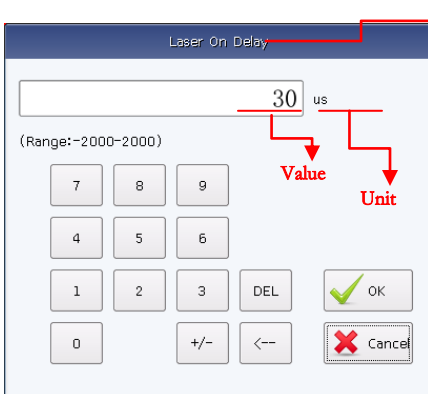 Laser On Delay
30 us
(Range:-2000-2000)
Value
Unit
7 8 9
4 5 6
1 2 3 DEL OK
0 +/- <-- Cancel